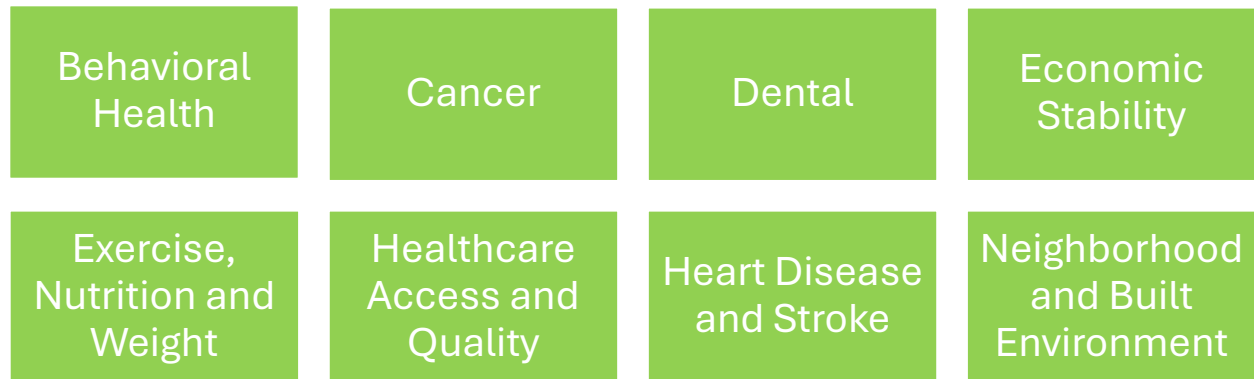 Behavioral
Health
Cancer
Dental
Economic
Stability
Exercise,
Nutrition and
Weight
Healthcare
Access and
Quality
Heart Disease
and Stroke
Neighborhood
and Built
Environment